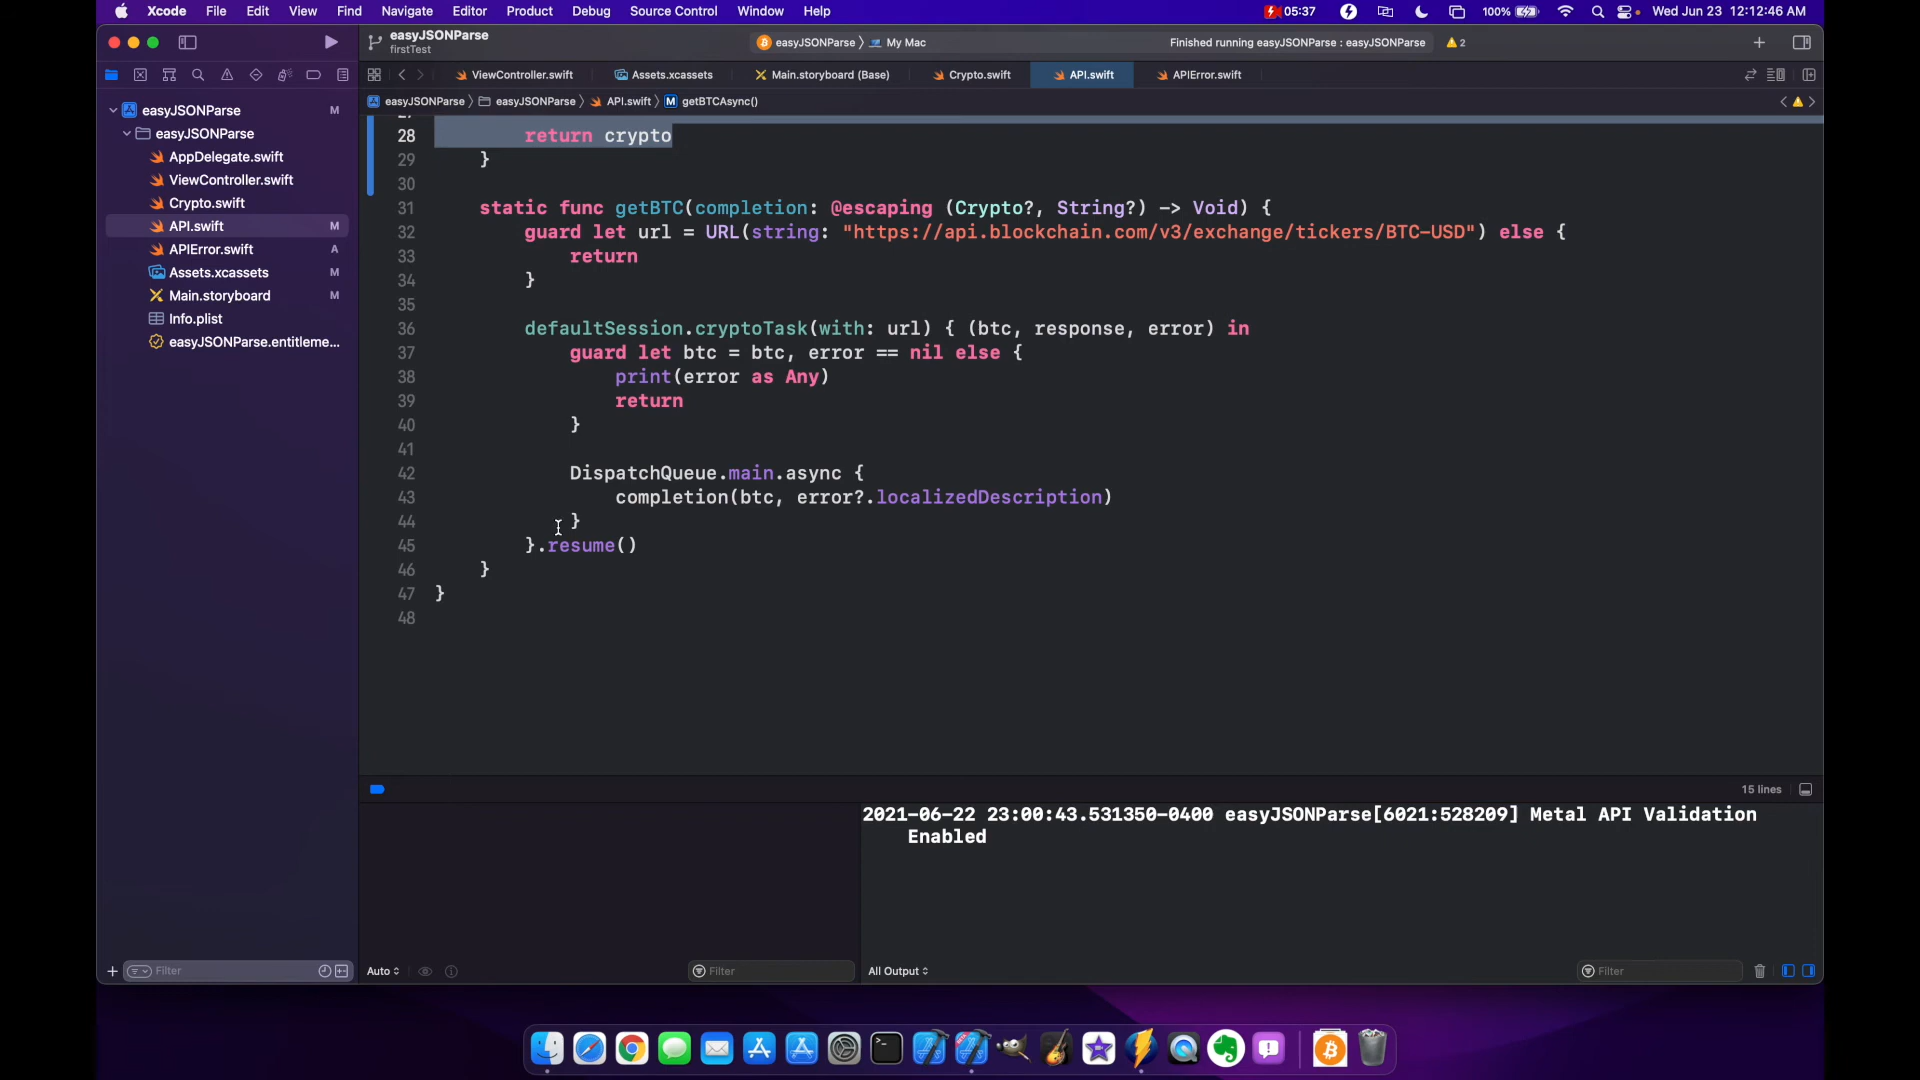 Xcode File Edit View Find Navigate Editor Product Debug Source Control Window Help 05:37 100% Wed Jun 23 12:12:46 AM
easyJSONParse
firstTest
easyJSONParse 〉 My Mac
Finished running easyJSONParse : easyJSONParse
2
ViewController.swift Assets.xcassets Main.storyboard (Base) Crypto.swift API.swift APIError.swift
easyJSONParse 〉 easyJSONParse 〉 API.swift 〉 M getBTCAsync()
easyJSONParse M
easyJSONParse
AppDelegate.swift
ViewController.swift
Crypto.swift
API.swift M
APIError.swift A
Assets.xcassets M
Main.storyboard M
Info.plist
easyJSONParse.entitleme...
28 return crypto
29 }
30
31 static func getBTC(completion: @escaping (Crypto?, String?) -> Void) {
32 guard let url = URL(string: "https://api.blockchain.com/v3/exchange/tickers/BTC-USD") else {
33 return
34 }
35
36 defaultSession.cryptoTask(with: url) { (btc, response, error) in
37 guard let btc = btc, error == nil else {
38 print(error as Any)
39 return
40 }
41
42 DispatchQueue.main.async {
43 completion(btc, error?.localizedDescription)
44 }
45 }.resume()
46 }
47 }
48
15 lines
2021-06-22 23:00:43.531350-0400 easyJSONParse[6021:528209] Metal API Validation
Enabled
Filter
Auto
Filter
All Output
Filter